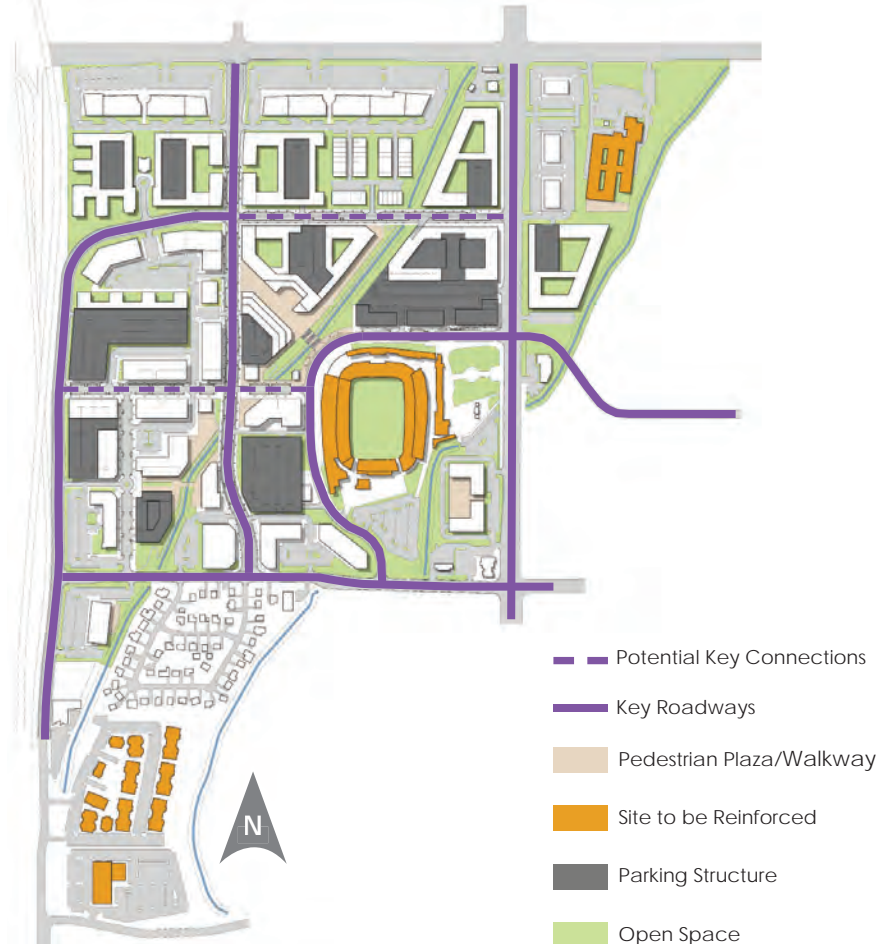 Potential Key Connections
Key Roadways
Pedestrian Plaza/Walkway
Site to be Reinforced
N
Parking Structure
Open Space